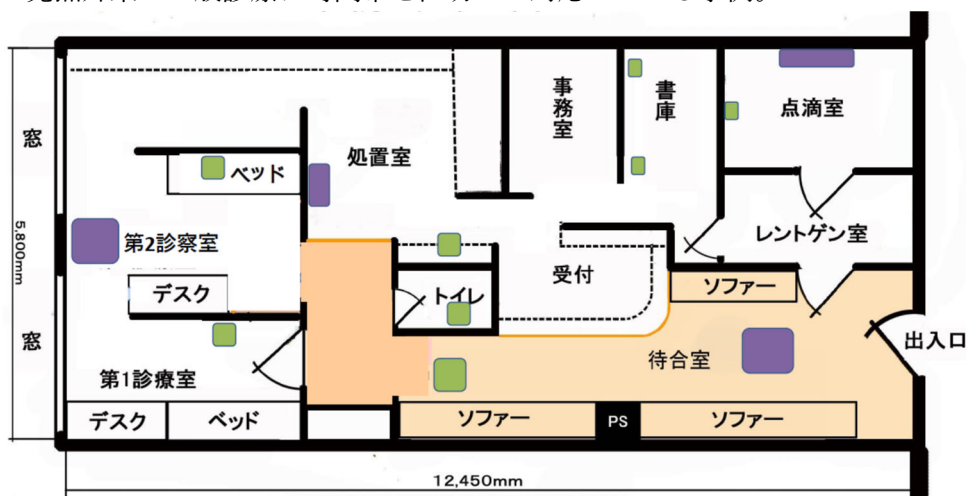 窓
窓
5,800mm
ベッド
処置室
事務室
書庫
点滴室
第2診察室
デスク
受付
レントゲン室
トイレ
ソファー
出入口
待合室
第1診療室
デスク
ベッド
ソファー
PS
ソファー
12,450mm